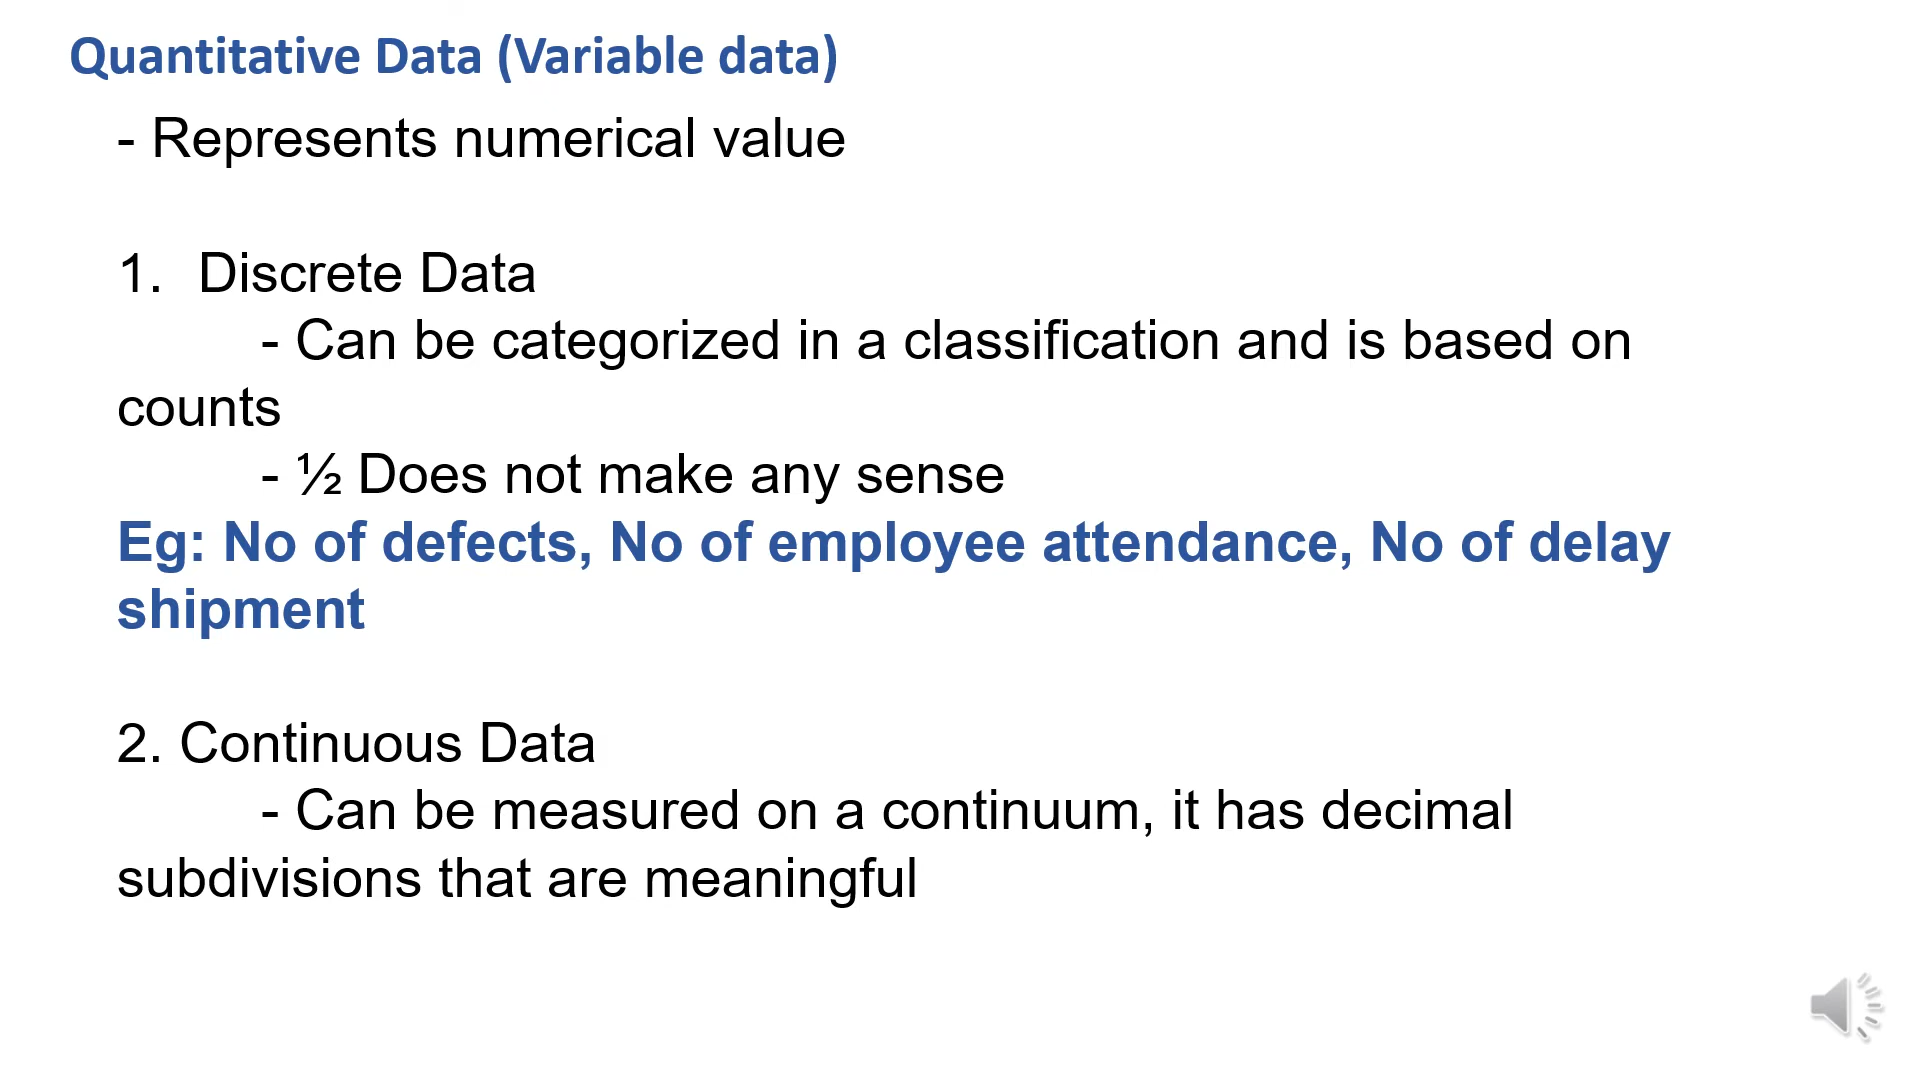 Quantitative Data (Variable data)
- Represents numerical value
1. Discrete Data
- Can be categorized in a classification and is based on
counts
- ½ Does not make any sense
Eg: No of defects, No of employee attendance, No of delay
shipment
2. Continuous Data
- Can be measured on a continuum, it has decimal
subdivisions that are meaningful